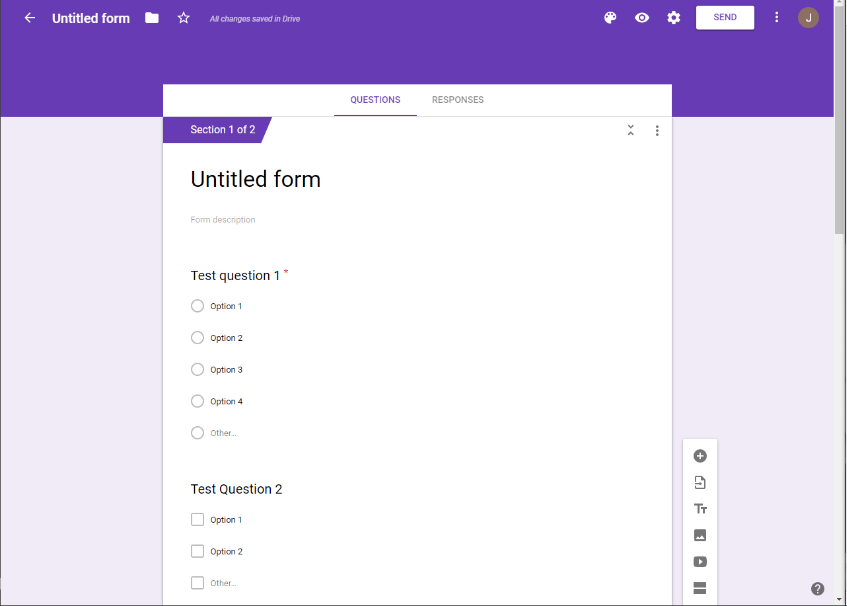 Untitled form
All changes saved in Drive
SEND
J
QUESTIONS
RESPONSES
Section 1 of 2
Untitled form
Form description
Test question 1 *
Option 1
Option 2
Option 3
Option 4
Other...
Test Question 2
Option 1
Option 2
Other...
Tт